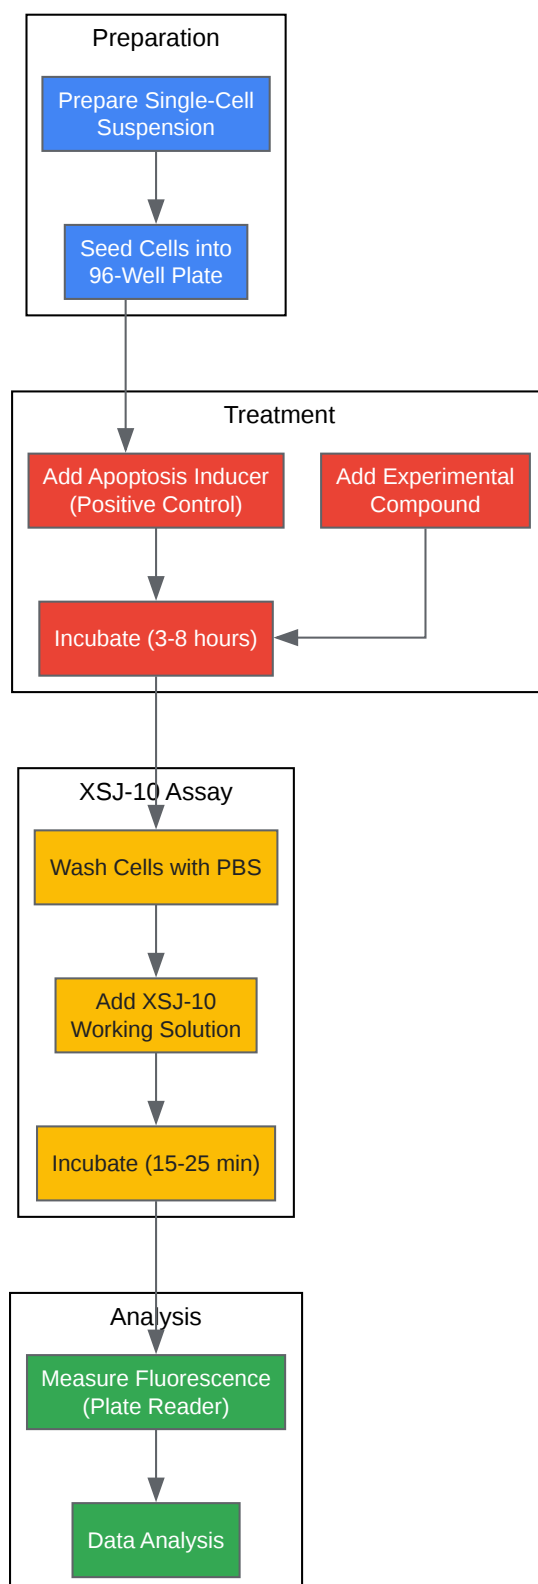 Preparation
Prepare Single-Cell
Suspension
Seed Cells into
96-Well Plate
Treatment
Add Apoptosis Inducer
(Positive Control)
Add Experimental
Compound
Incubate (3-8 hours)
XSJ-10 Assay
Wash Cells with PBS
Add XSJ-10
Working Solution
Incubate (15-25 min)
Analysis
Measure Fluorescence
(Plate Reader)
Data Analysis